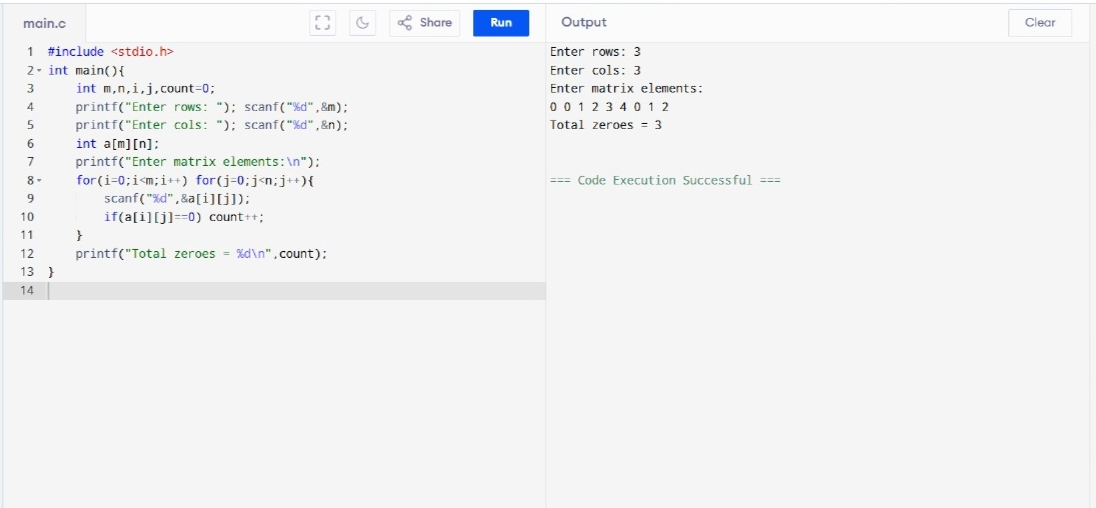 main.c Share Run Output Clear
1 #include <stdio.h>
2 int main(){
3 int m,n,i,j,count=0;
4 printf("Enter rows: "); scanf("%d",&m);
5 printf("Enter cols: "); scanf("%d",&n);
6 int a[m][n];
7 printf("Enter matrix elements:\n");
8 for(i=0;i<m;i++) for(j=0;j<n;j++){
9 scanf("%d",&a[i][j]);
10 if(a[i][j]==0) count++;
11 }
12 printf("Total zeroes = %d\n",count);
13 }
14
Enter rows: 3
Enter cols: 3
Enter matrix elements:
0 0 1 2 3 4 0 1 2
Total zeroes = 3
=== Code Execution Successful ===